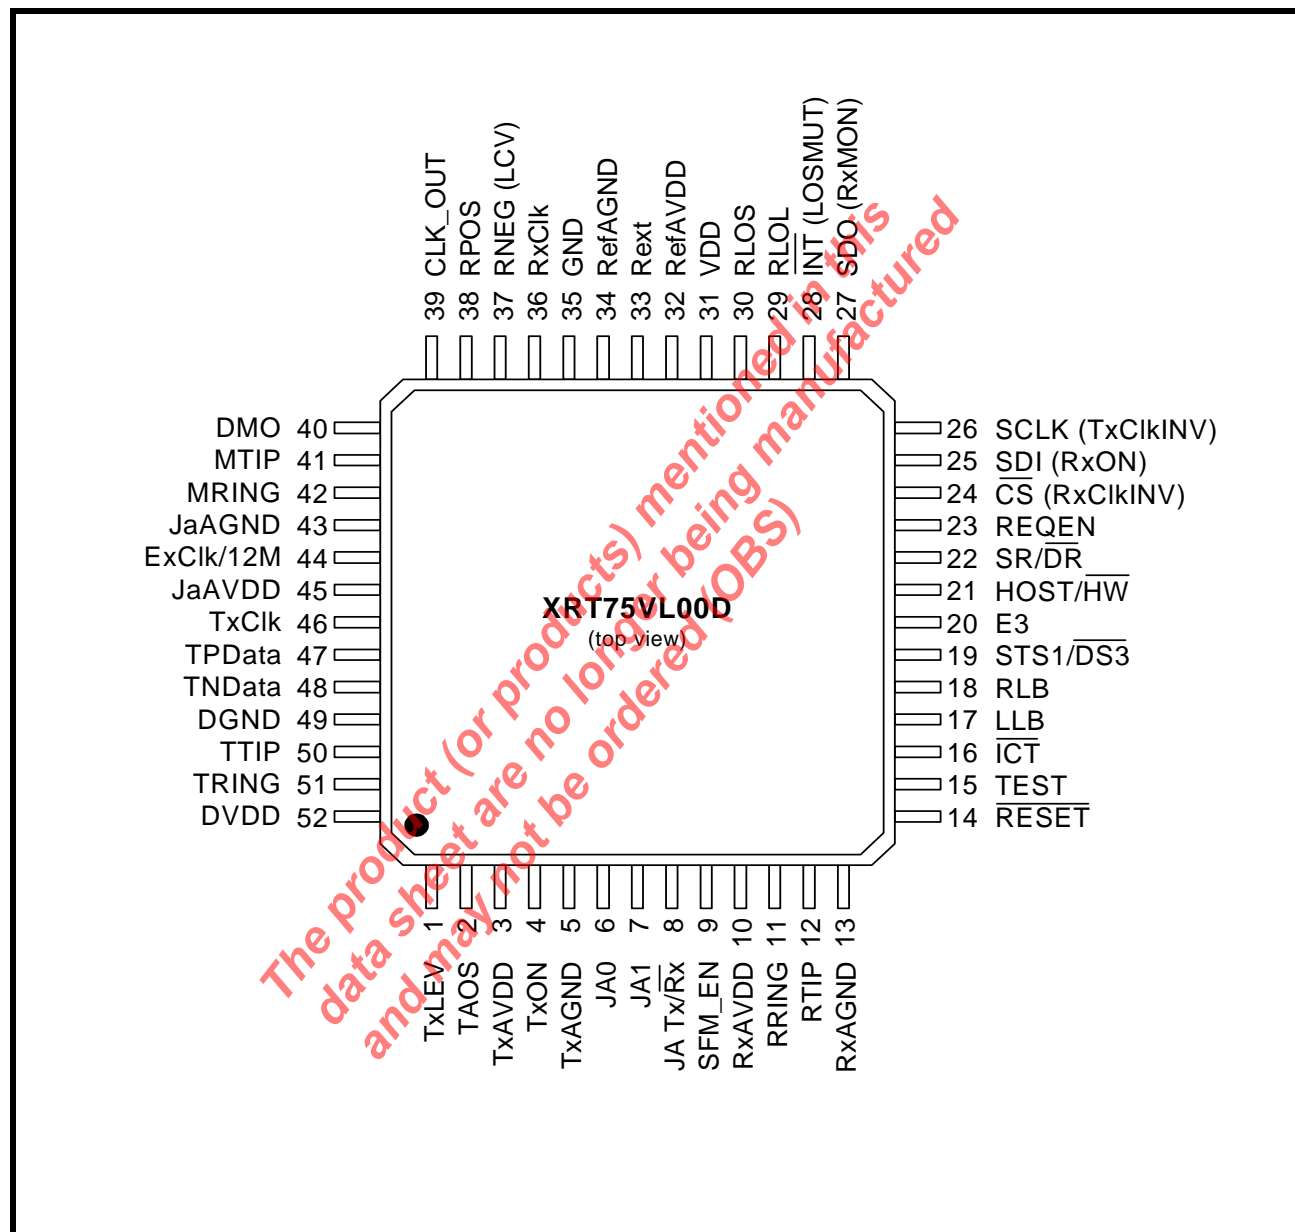 39 CLK_OUT
38 RPOS
37 RNEG (LCV)
36 RxClk
35 GND
34 RefAGND
33 Rext
32 RefAVDD
31 VDD
30 RLOS
29 RLOL
28 INT (LOSMUT)
27 SDO (RxMON)
DMO 40
MTIP 41
MRING 42
JaAGND 43
ExClk/12M 44
JaAVDD 45
TxClk 46
TPData 47
TNData 48
DGND 49
TTIP 50
TRING 51
DVDD 52
XRT75VL00D
(top view)
26 SCLK (TxClkINV)
25 SDI (RxON)
24 CS (RxClkINV)
23 REQEN
22 SR/DR
21 HOST/HW
20 E3
19 STS1/DS3
18 RLB
17 LLB
16 ICT
15 TEST
14 RESET
TxLEV 1
TAOS 2
TxAVDD 3
TxON 4
TxAGND 5
JA0 6
JA1 7
JA Tx/Rx 8
SFM_EN 9
RxAVDD 10
RRING 11
RTIP 12
RxAGND 13
The product (or products) mentioned in this
data sheet are no longer being manufactured
and may not be ordered (OBS)